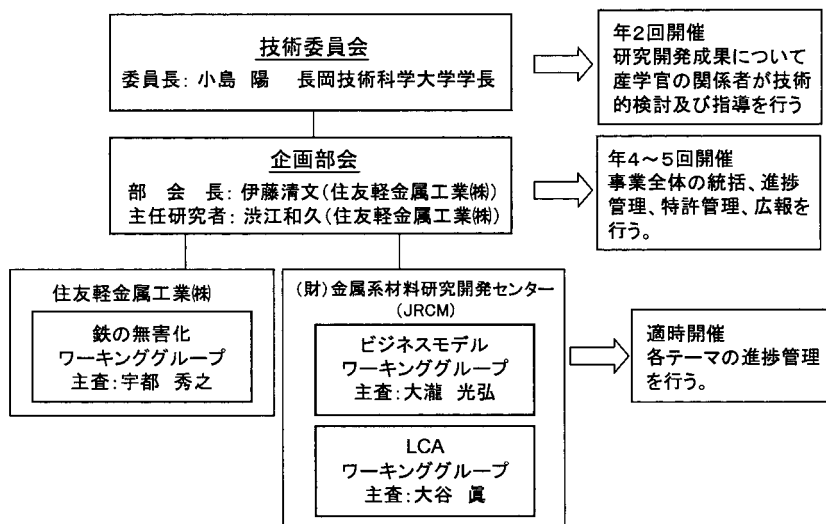 技術委員会
委員長：小島　陽　長岡技術科学大学学長
年2回開催
研究開発成果について
産学官の関係者が技術
的検討及び指導を行う
企画部会
部　会　長：伊藤清文（住友軽金属工業㈱）
主任研究者：渋江和久（住友軽金属工業㈱）
年4～5回開催
事業全体の統括、進捗
管理、特許管理、広報を
行う。
住友軽金属工業㈱
鉄の無害化
ワーキンググループ
主査：宇都　秀之
（財）金属系材料研究開発センター
（JRCM）
ビジネスモデル
ワーキンググループ
主査：大瀧　光弘
LCA
ワーキンググループ
主査：大谷　眞
適時開催
各テーマの進捗管理
を行う。